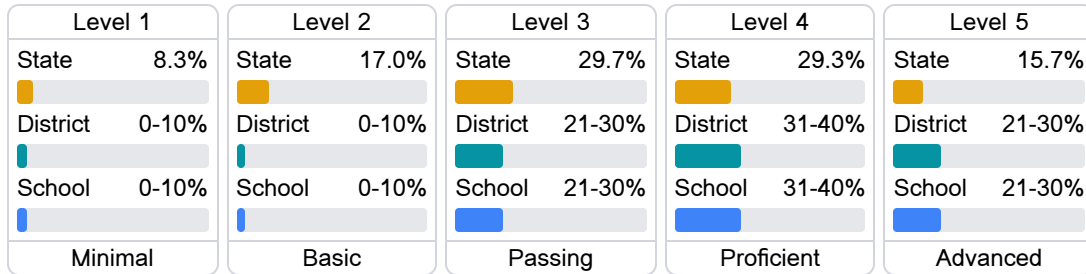 Level 1
State 8.3%
District 0-10%
School 0-10%
Minimal
Level 2
State 17.0%
District 0-10%
School 0-10%
Basic
Level 3
State 29.7%
District 21-30%
School 21-30%
Passing
Level 4
State 29.3%
District 31-40%
School 31-40%
Proficient
Level 5
State 15.7%
District 21-30%
School 21-30%
Advanced